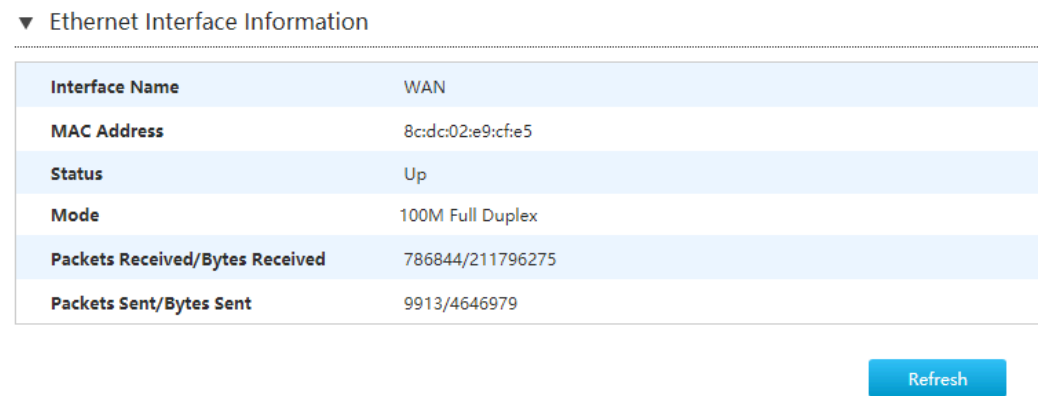 ▼ Ethernet Interface Information
Interface Name WAN
MAC Address 8c:dc:02:e9:cf:e5
Status Up
Mode 100M Full Duplex
Packets Received/Bytes Received 786844/211796275
Packets Sent/Bytes Sent 9913/4646979
Refresh